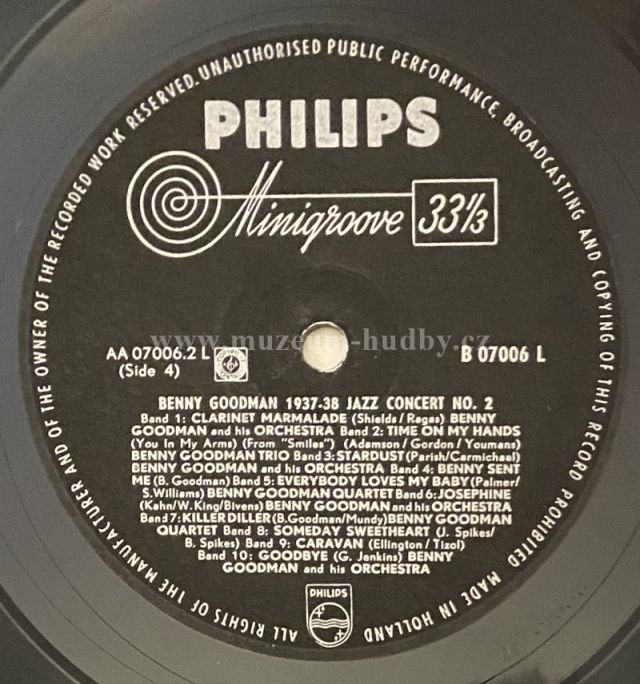 ALL RIGHTS OF THE MANUFACTURER AND OF THE OWNER OF THE RECORDED WORK RESERVED. UNAUTHORISED PUBLIC PERFORMANCE, BROADCASTING AND COPYING OF THIS RECORD PROHIBITED MADE IN HOLLAND
PHILIPS
Minigroove 33⅓
www.muzeum-hudby.cz
AA 07006.2 L
B 07006 L
(Side 4)
BENNY GOODMAN 1937-38 JAZZ CONCERT NO. 2
Band 1: CLARINET MARMALADE (Shields/Ragas) BENNY
GOODMAN and his ORCHESTRA Band 2: TIME ON MY HANDS
(You In My Arms) (From "Smiles") (Adamson/Gordon/Youmans)
BENNY GOODMAN TRIO Band 3: STARDUST (Parish/Carmichael)
BENNY GOODMAN and his ORCHESTRA Band 4: BENNY SENT
ME (B. Goodman) Band 5: EVERYBODY LOVES MY BABY (Palmer/
S.Williams) BENNY GOODMAN QUARTET Band 6: JOSEPHINE
(Kahn/W.King/Bivens) BENNY GOODMAN and his ORCHESTRA
Band 7: KILLER DILLER (B.Goodman/Mundy) BENNY GOODMAN
QUARTET Band 8: SOMEDAY SWEETHEART (J. Spikes/
B. Spikes) Band 9: CARAVAN (Ellington/Tizol)
Band 10: GOODBYE (G. Jenkins) BENNY
GOODMAN and his ORCHESTRA
PHILIPS